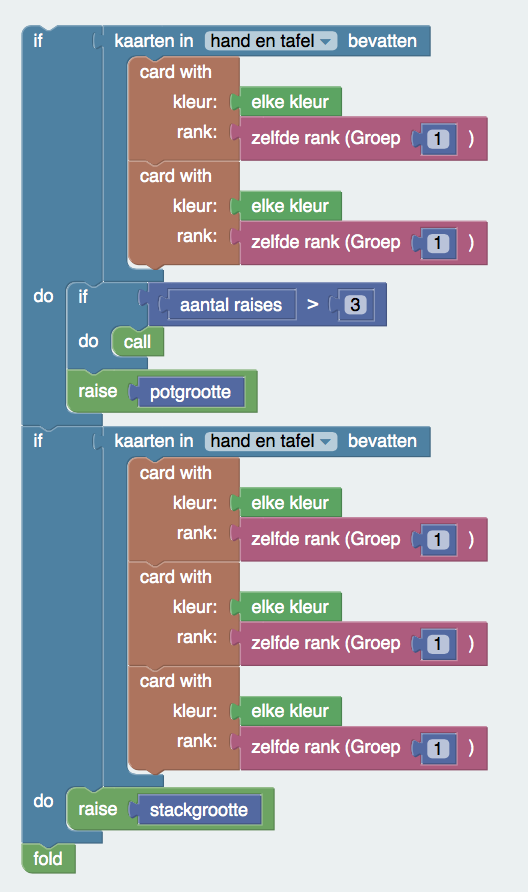 if kaarten in hand en tafel bevatten
card with
kleur: elke kleur
rank: zelfde rank (Groep 1 )
card with
kleur: elke kleur
rank: zelfde rank (Groep 1 )
do if aantal raises > 3
do call
raise potgrootte
if kaarten in hand en tafel bevatten
card with
kleur: elke kleur
rank: zelfde rank (Groep 1 )
card with
kleur: elke kleur
rank: zelfde rank (Groep 1 )
card with
kleur: elke kleur
rank: zelfde rank (Groep 1 )
do raise stackgrootte
fold